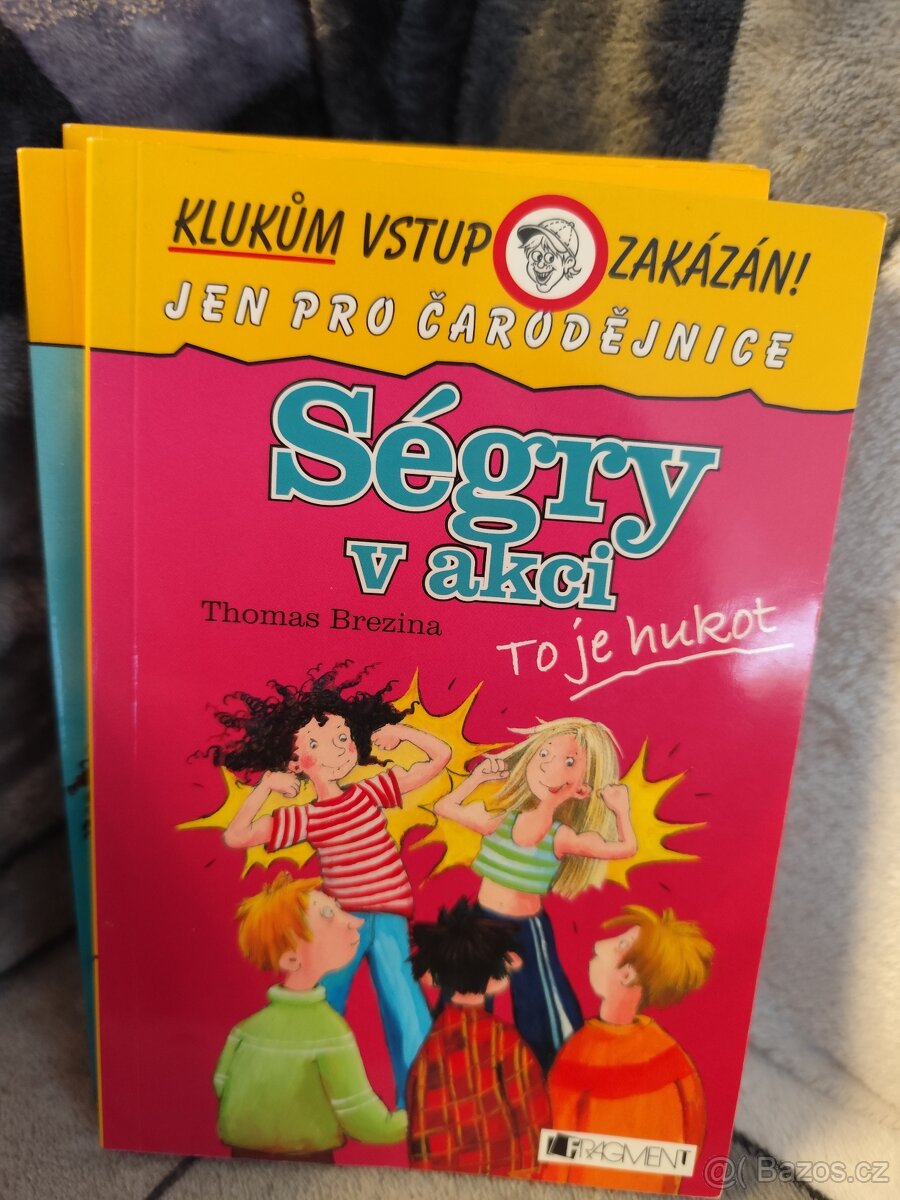 KLUKŮM VSTUP ZAKÁZÁN!
JEN PRO ČARODĚJNICE
Ségry
v akci
Thomas Brezina
To je hukot
FRAGMENT
@( Bazos.cz